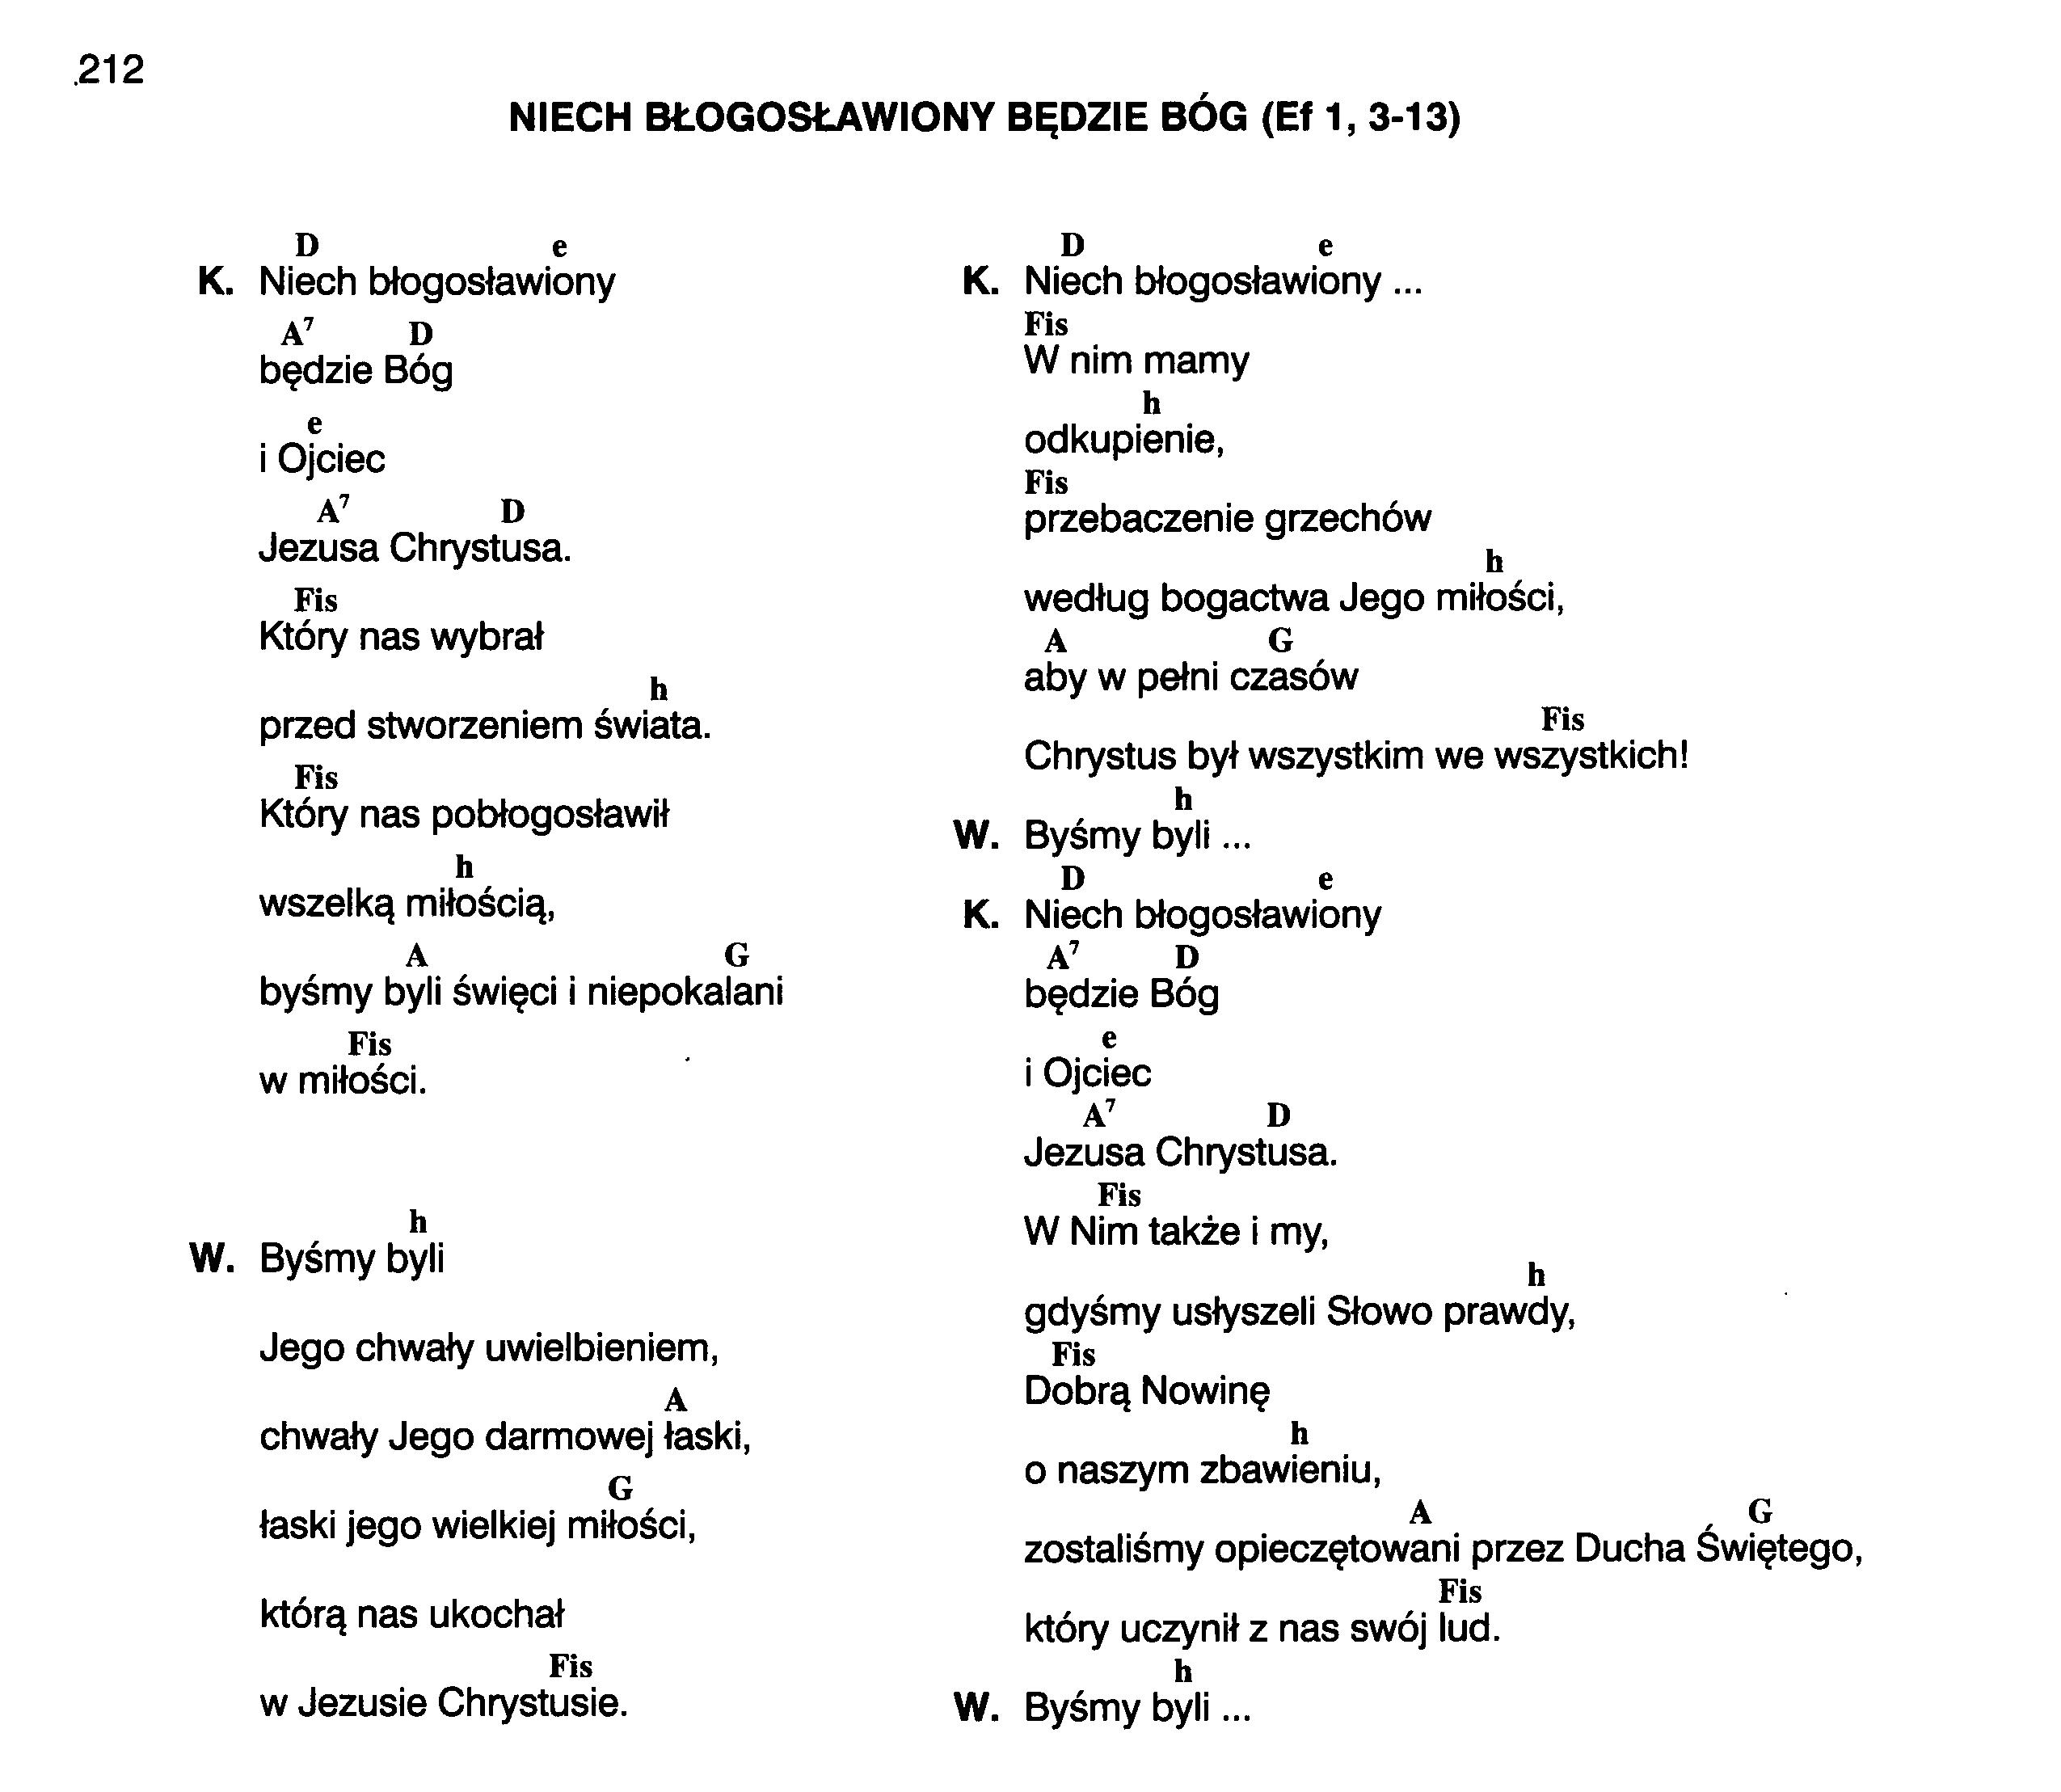 212
NIECH BŁOGOSŁAWIONY BĘDZIE BÓG (Ef 1, 3-13)
D e
K. Niech błogosławiony
A7 D
będzie Bóg
e
i Ojciec
A7 D
Jezusa Chrystusa.
Fis
Który nas wybrał
h
przed stworzeniem świata.
Fis
Który nas pobłogosławił
h
wszelką miłością,
A G
byśmy byli święci i niepokalani
Fis
w miłości.
h
W. Byśmy byli
Jego chwały uwielbieniem,
A
chwały Jego darmowej łaski,
G
łaski jego wielkiej miłości,
którą nas ukochał
Fis
w Jezusie Chrystusie.
D e
K. Niech błogosławiony ...
Fis
W nim mamy
h
odkupienie,
Fis
przebaczenie grzechów
h
według bogactwa Jego miłości,
A G
aby w pełni czasów
Fis
Chrystus był wszystkim we wszystkich!
h
W. Byśmy byli ...
D e
K. Niech błogosławiony
A7 D
będzie Bóg
e
i Ojciec
A7 D
Jezusa Chrystusa.
Fis
W Nim także i my,
h
gdyśmy usłyszeli Słowo prawdy,
Fis
Dobrą Nowinę
h
o naszym zbawieniu,
A G
zostaliśmy opieczętowani przez Ducha Świętego,
Fis
który uczynił z nas swój lud.
h
W. Byśmy byli ...